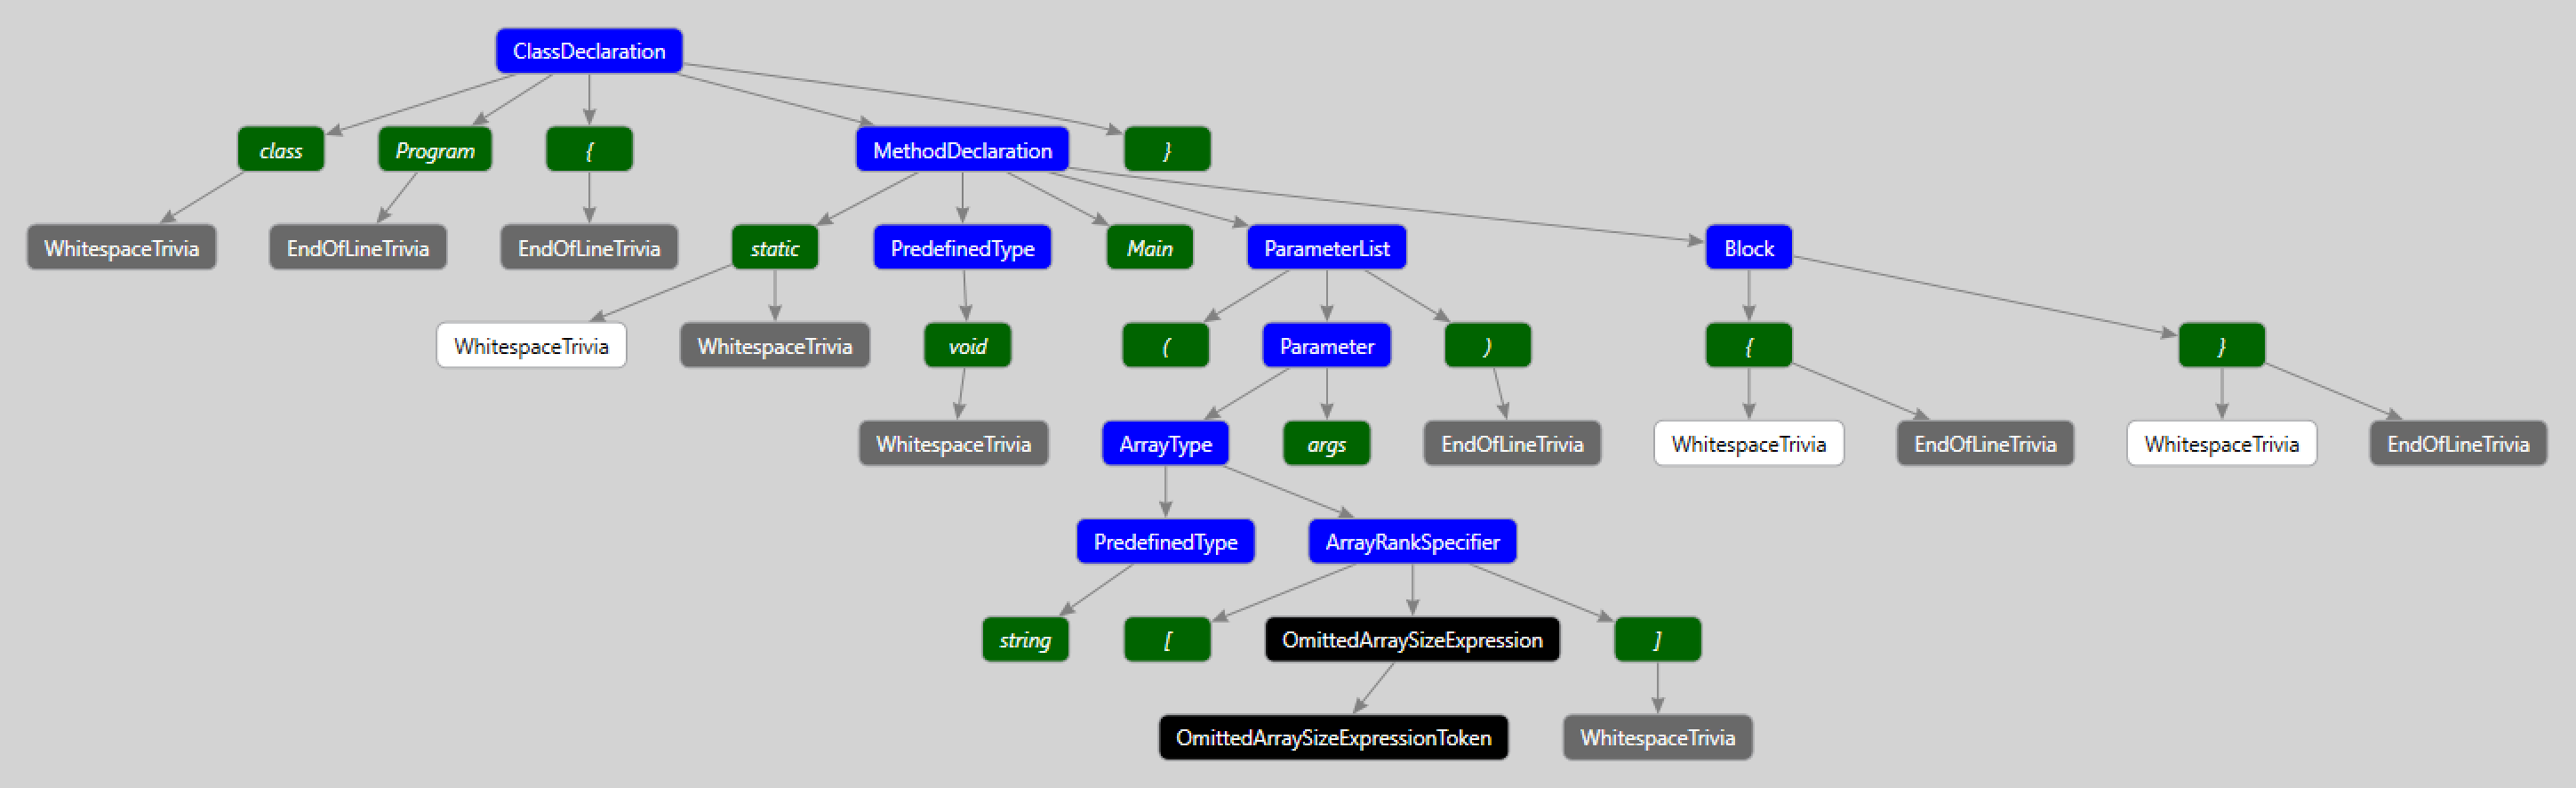 ClassDeclaration
class
Program
{
MethodDeclaration
}
WhitespaceTrivia
EndOfLineTrivia
EndOfLineTrivia
static
PredefinedType
Main
ParameterList
Block
WhitespaceTrivia
WhitespaceTrivia
void
(
Parameter
)
{
}
WhitespaceTrivia
ArrayType
args
EndOfLineTrivia
WhitespaceTrivia
EndOfLineTrivia
WhitespaceTrivia
EndOfLineTrivia
PredefinedType
ArrayRankSpecifier
string
[
OmittedArraySizeExpression
]
OmittedArraySizeExpressionToken
WhitespaceTrivia